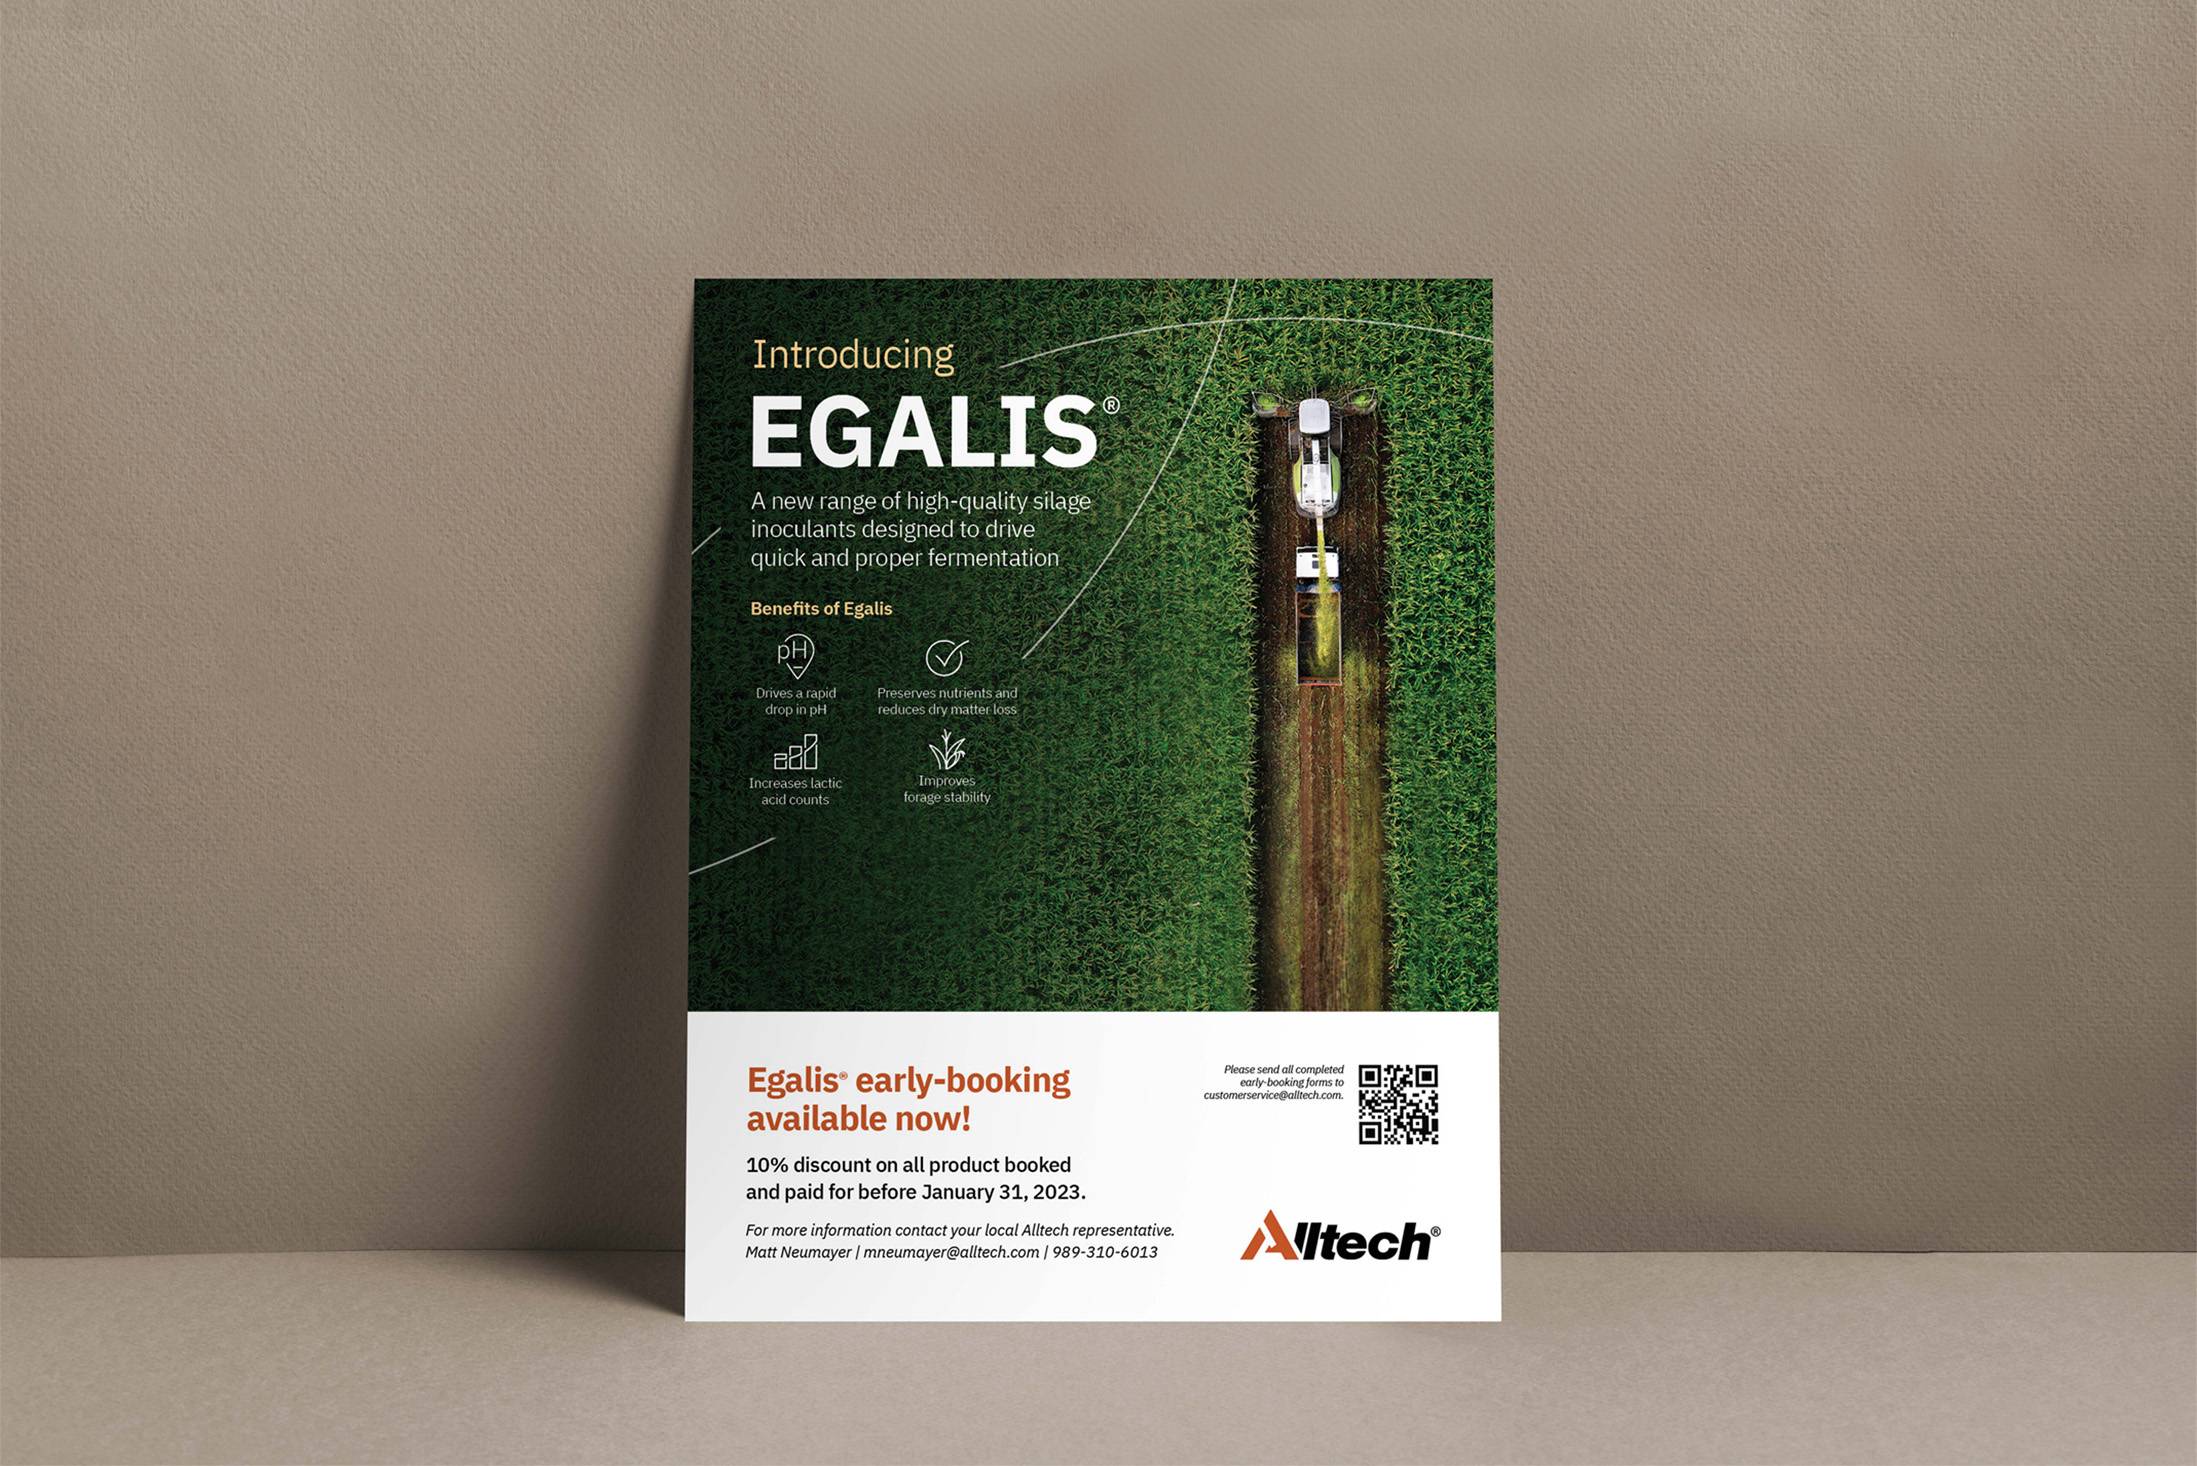 Introducing
EGALIS®
A new range of high-quality silage
inoculants designed to drive
quick and proper fermentation
Benefits of Egalis
pH
Drives a rapid
drop in pH
Preserves nutrients and
reduces dry matter loss
Increases lactic
acid counts
Improves
forage stability
Egalis® early-booking
available now!
10% discount on all product booked
and paid for before January 31, 2023.
For more information contact your local Alltech representative.
Matt Neumayer | mneumayer@alltech.com | 989-310-6013
Please send all completed
early-booking forms to
customerservice@alltech.com.
Alltech®